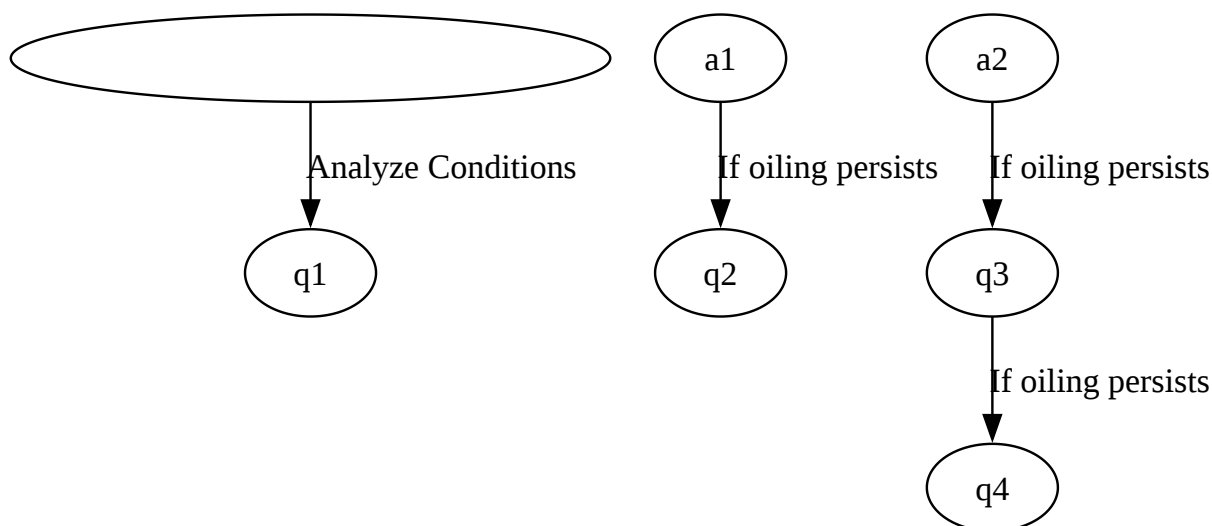 a1
a2
Analyze Conditions
If oiling persists
If oiling persists
q1
q2
q3
If oiling persists
q4